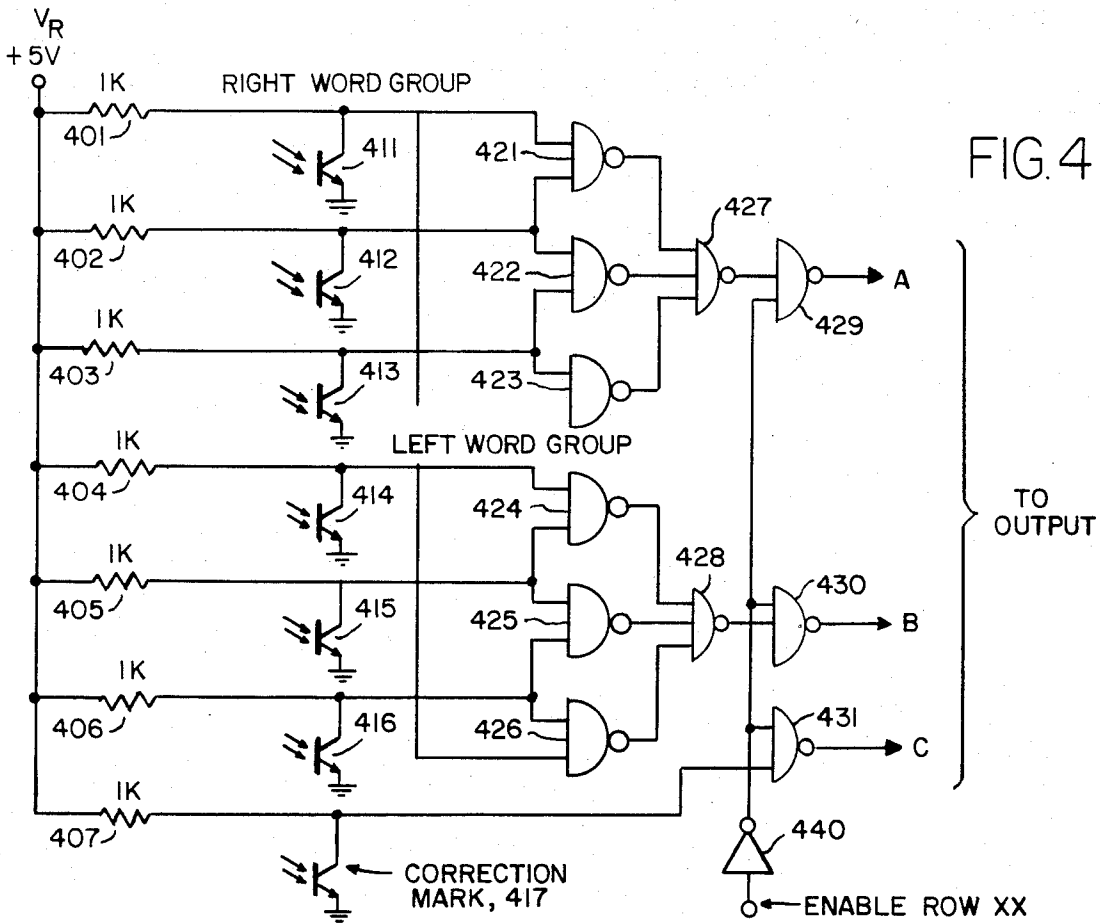 V_R
+5V
1K
RIGHT WORD GROUP
401
411
421
FIG. 4
1K
402
412
422
427
A
429
1K
403
413
423
LEFT WORD GROUP
1K
404
414
424
TO
OUTPUT
1K
405
415
425
428
430
B
1K
406
416
426
431
C
1K
407
440
CORRECTION
MARK, 417
ENABLE ROW XX